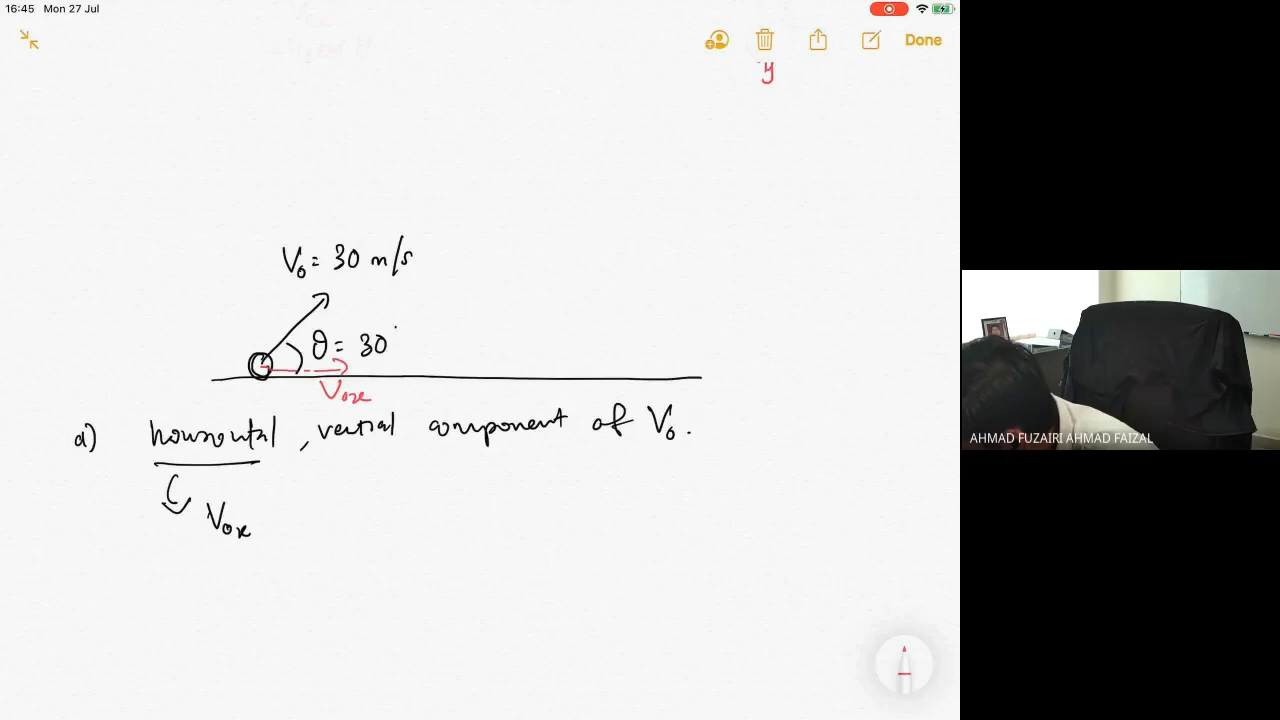 16:45 Mon 27 Jul
Done
y
V₀ = 30 m/s
θ = 30°
V₀ₓ
a) horizontal, vertical component of V₀.
V₀ₓ
AHMAD FUZAIRI AHMAD FAIZAL